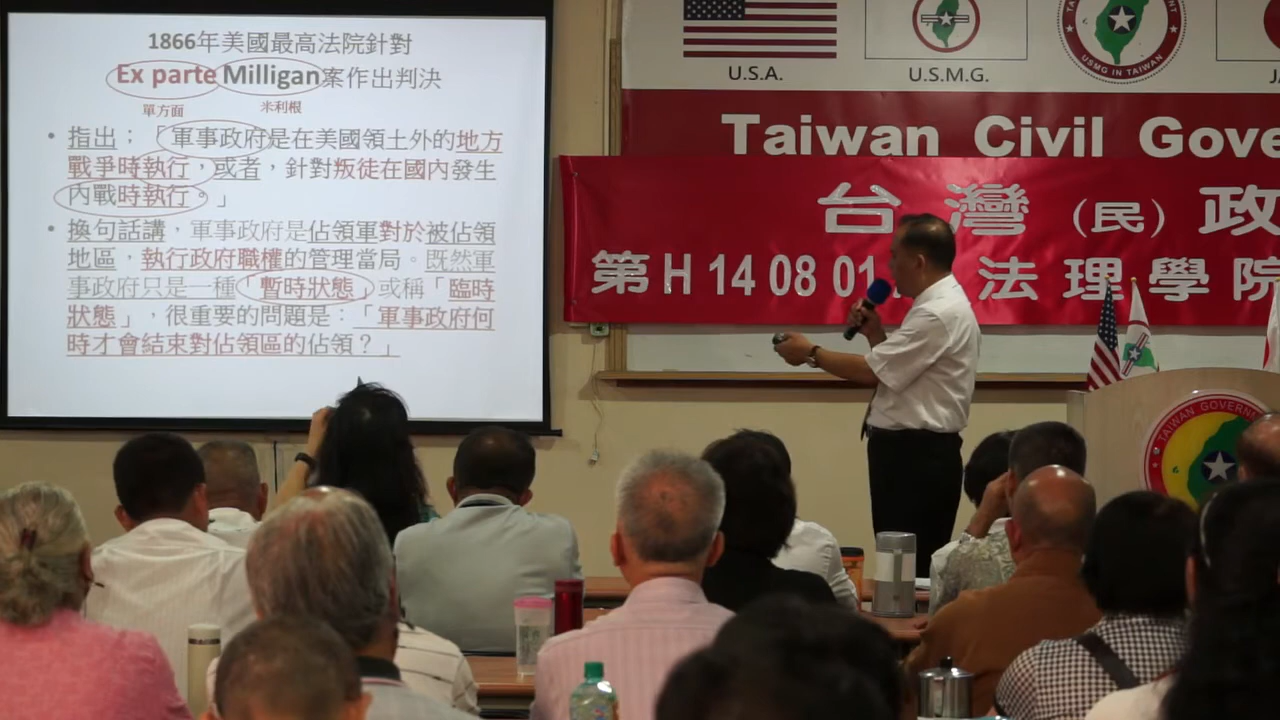 1866年美國最高法院針對
Ex parte Milligan案作出判決
單方面 米利根
• 指出；「軍事政府是在美國領土外的地方
戰爭時執行，或者，針對叛徒在國內發生
內戰時執行。」
• 換句話講，軍事政府是佔領軍對於被佔領
地區，執行政府職權的管理當局。既然軍
事政府只是一種「暫時狀態」或稱「臨時
狀態」，很重要的問題是：「軍事政府何
時才會結束對佔領區的佔領？」
U.S.A.
U.S.M.G.
USMG IN TAIWAN
J
Taiwan Civil Gove
台灣（民）政
第H 14 08 01
法理學院
TAIWAN GOVERNM